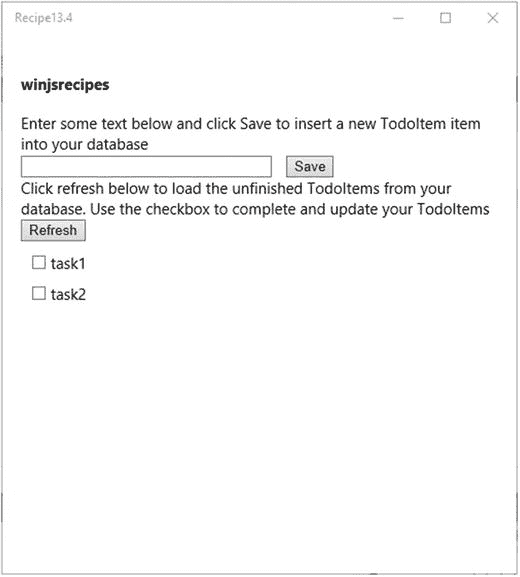 Recipe13.4
winjsrecipes
Enter some text below and click Save to insert a new TodoItem item
into your database
Save
Click refresh below to load the unfinished TodoItems from your
database. Use the checkbox to complete and update your TodoItems
Refresh
task1
task2